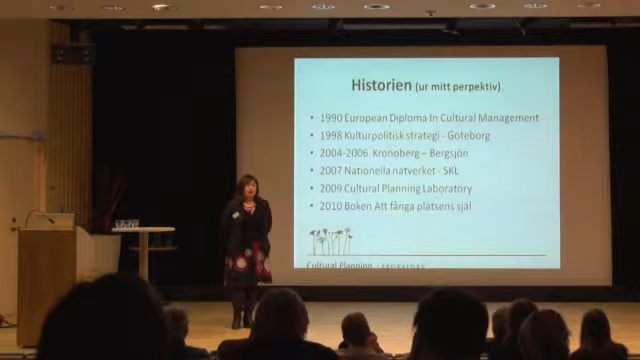 Historien (ur mitt perpektiv)
• 1990 European Diploma In Cultural Management
• 1998 Kulturpolitisk strategi - Göteborg
• 2004-2006 Kronoberg – Bergsjön
• 2007 Nationella nätverket - SKL
• 2009 Cultural Planning Laboratory
• 2010 Boken Att fånga platsens själ
Cultural Planning LABORATORY